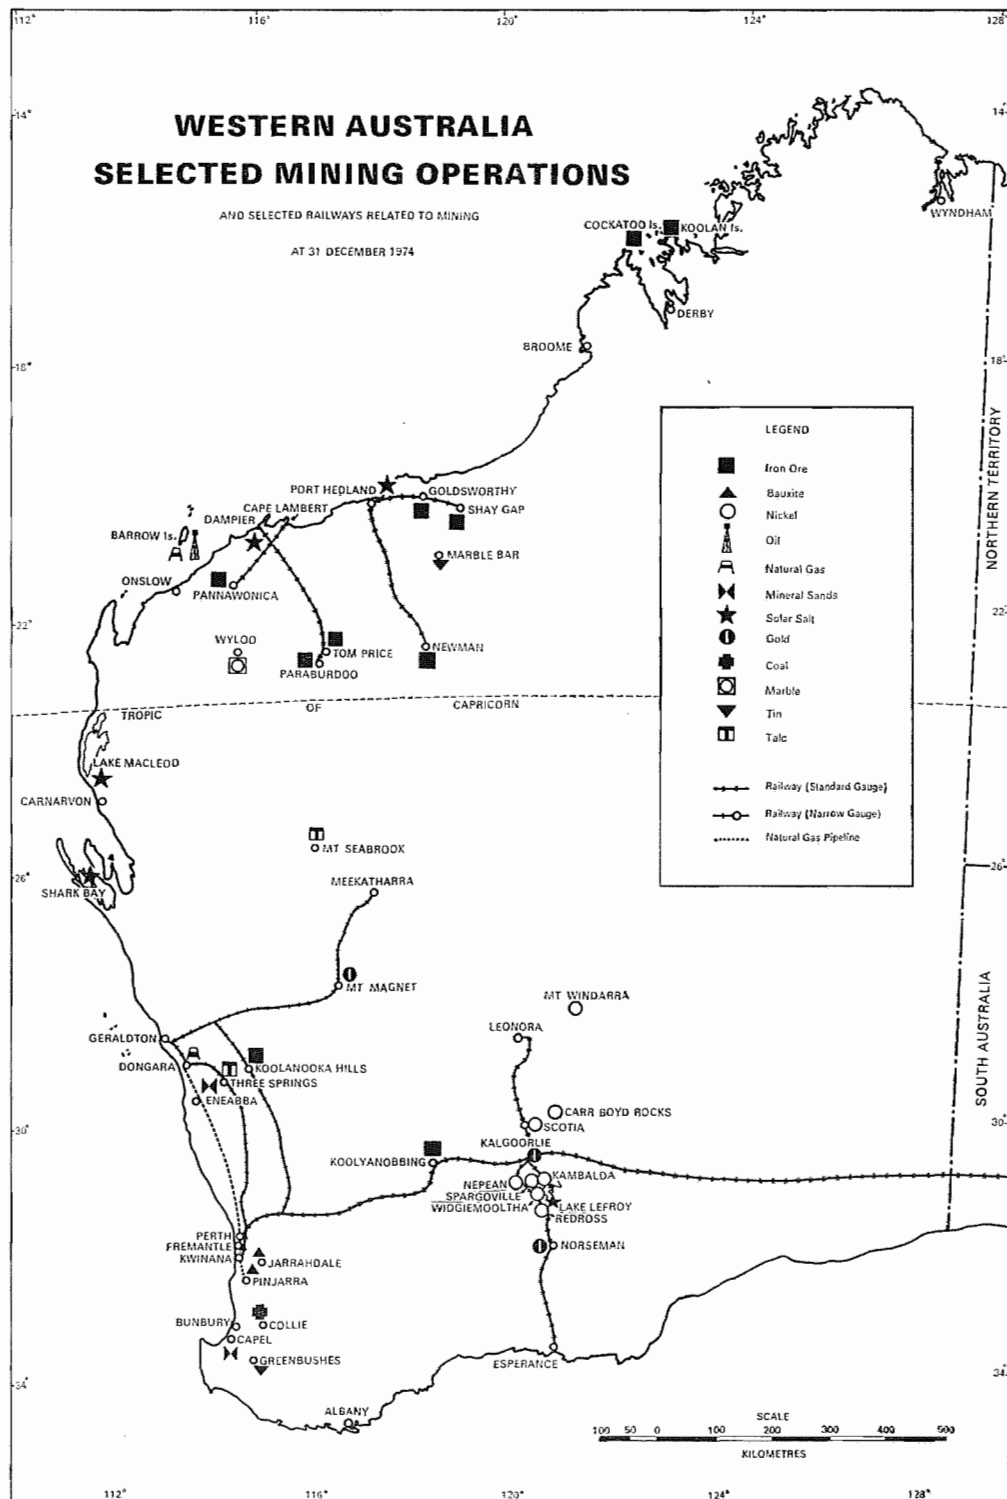 112°
116°
120°
124°
128°
14°
14°
WESTERN AUSTRALIA
SELECTED MINING OPERATIONS
AND SELECTED RAILWAYS RELATED TO MINING
AT 31 DECEMBER 1974
COCKATOO Is.
KOOLAN Is.
WYNDHAM
DERBY
BROOME
18°
18°
NORTHERN TERRITORY
LEGEND
Iron Ore
Bauxite
Nickel
Oil
Natural Gas
Mineral Sands
Solar Salt
Gold
Coal
Marble
Tin
Talc
Railway (Standard Gauge)
Railway (Narrow Gauge)
Natural Gas Pipeline
PORT HEDLAND
GOLDSWORTHY
SHAY GAP
CAPE LAMBERT
DAMPIER
BARROW Is.
MARBLE BAR
ONSLOW
PANNAWONICA
22°
22°
WYLOO
TOM PRICE
NEWMAN
PARABURDOO
TROPIC
OF
CAPRICORN
LAKE MACLEOD
CARNARVON
MT SEABROOK
26°
26°
SHARK BAY
MEEKATHARRA
MT MAGNET
MT WINDARRA
LEONORA
GERALDTON
DONGARA
KOOLANOOKA HILLS
THREE SPRINGS
ENEABBA
SOUTH AUSTRALIA
CARR BOYD ROCKS
SCOTIA
30°
30°
KALGOORLIE
KOOLYANOBBING
KAMBALDA
NEPEAN
SPARGOVILLE
WIDGIEMOOLTHA
LAKE LEFROY
REDROSS
PERTH
FREMANTLE
KWINANA
NORSEMAN
JARRAHDALE
PINJARRA
BUNBURY
COLLIE
CAPEL
GREENBUSHES
ESPERANCE
34°
34°
ALBANY
SCALE
100 50 0 100 200 300 400 500
KILOMETRES
112°
116°
120°
124°
128°